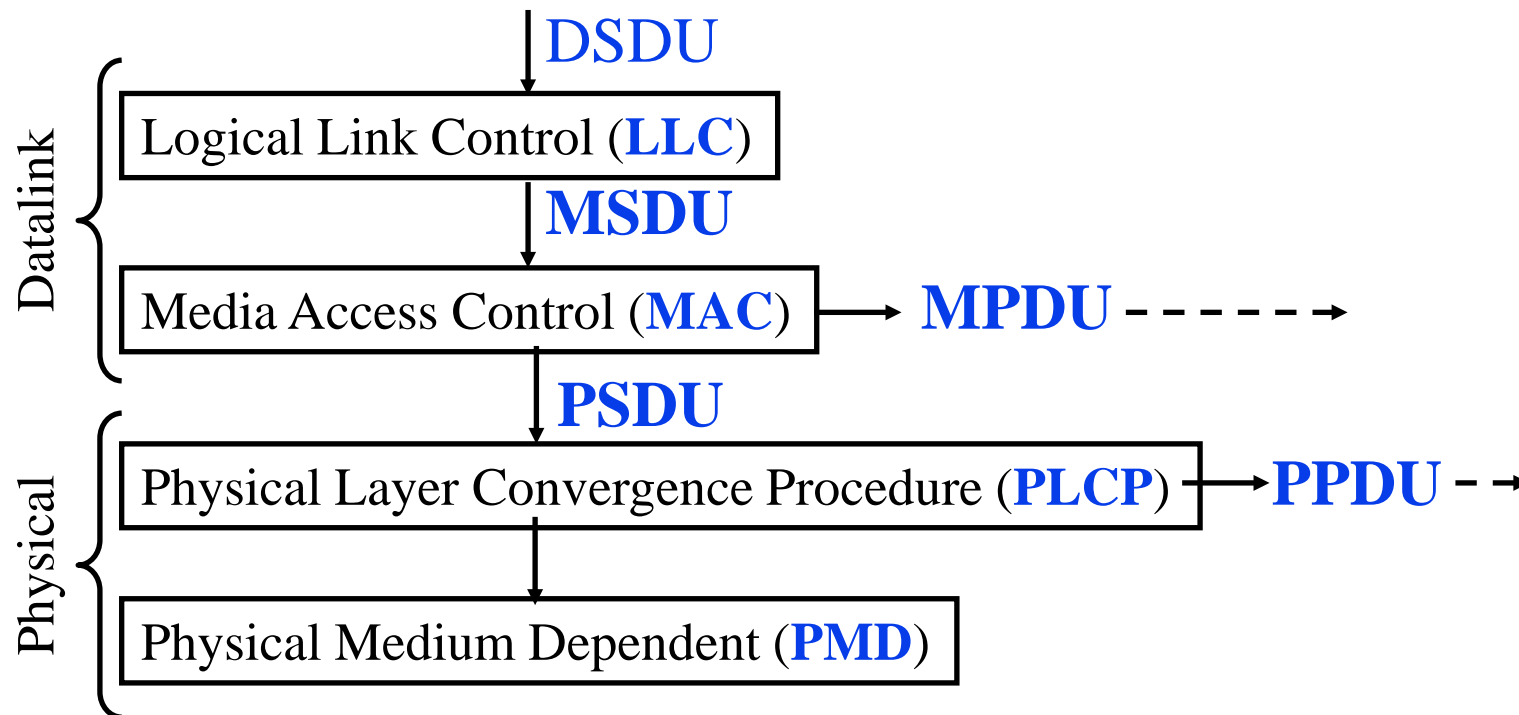 DSDU
Datalink
Logical Link Control (LLC)
MSDU
Media Access Control (MAC)
MPDU
PSDU
Physical
Physical Layer Convergence Procedure (PLCP)
PPDU
Physical Medium Dependent (PMD)